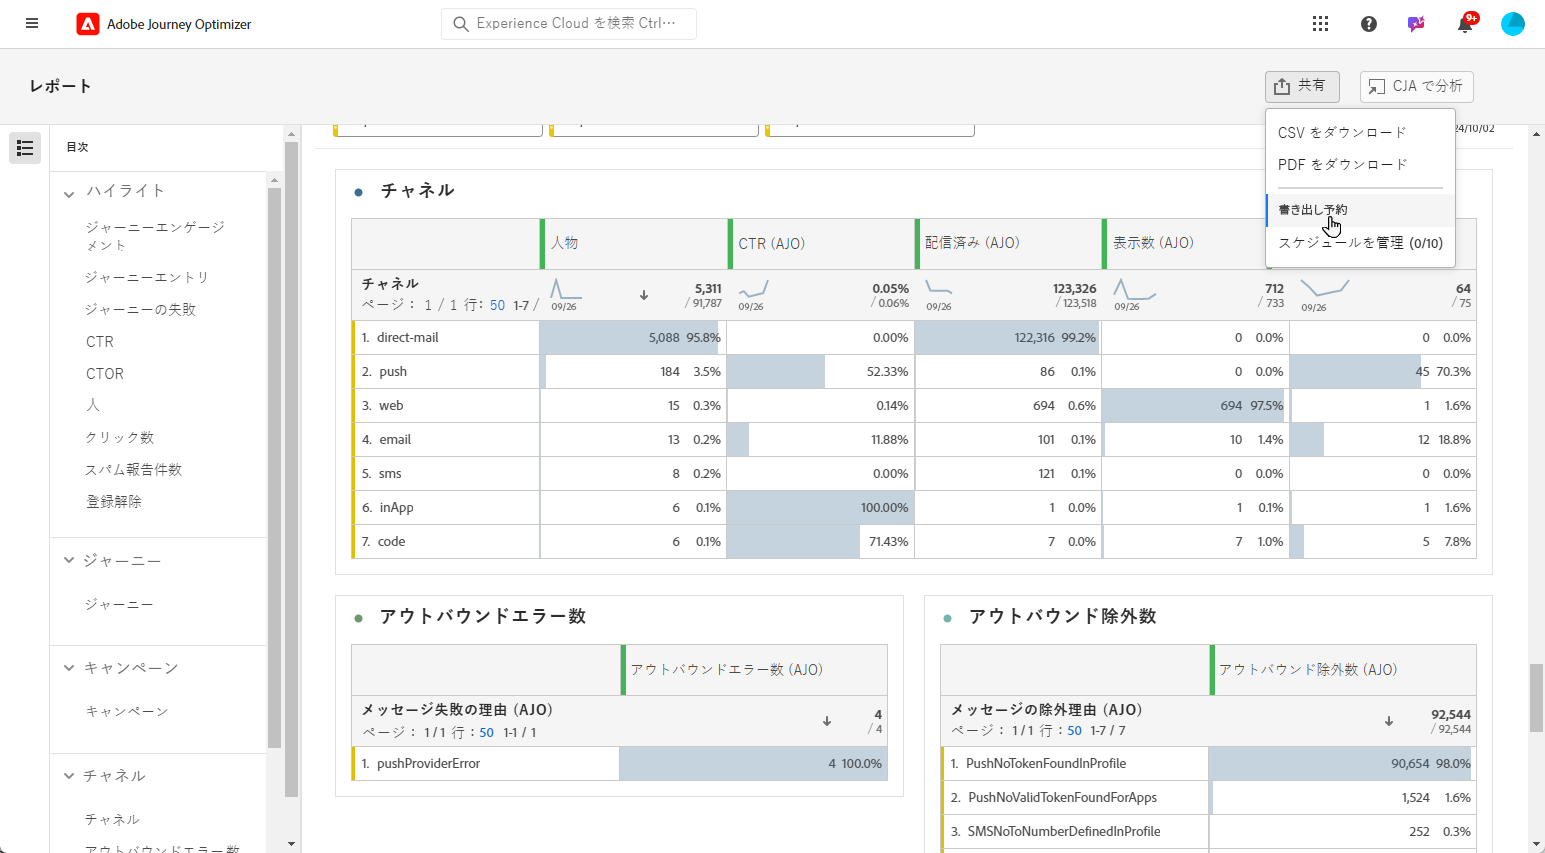 Adobe Journey Optimizer
Experience Cloud を検索 Ctrl…
9+
レポート
共有
CJA で分析
CSV をダウンロード
PDF をダウンロード
書き出し予約
スケジュールを管理 (0/10)
24/10/02
目次
ハイライト
ジャーニーエンゲージ
メント
ジャーニーエントリ
ジャーニーの失敗
CTR
CTOR
人
クリック数
スパム報告件数
登録解除
ジャーニー
ジャーニー
キャンペーン
キャンペーン
チャネル
チャネル
アウトバウンドエラー数
チャネル
人物 CTR (AJO) 配信済み (AJO) 表示数 (AJO)
チャネル
ページ： 1 / 1 行： 50 1-7 /
09/26 5,311 / 91,787
09/26 0.05% / 0.06%
09/26 123,326 / 123,518
09/26 712 / 733
09/26 64 / 75
1. direct-mail 5,088 95.8% 0.00% 122,316 99.2% 0 0.0% 0 0.0%
2. push 184 3.5% 52.33% 86 0.1% 0 0.0% 45 70.3%
3. web 15 0.3% 0.14% 694 0.6% 694 97.5% 1 1.6%
4. email 13 0.2% 11.88% 101 0.1% 10 1.4% 12 18.8%
5. sms 8 0.2% 0.00% 121 0.1% 0 0.0% 0 0.0%
6. inApp 6 0.1% 100.00% 1 0.0% 1 0.1% 1 1.6%
7. code 6 0.1% 71.43% 7 0.0% 7 1.0% 5 7.8%
アウトバウンドエラー数
アウトバウンドエラー数 (AJO)
メッセージ失敗の理由 (AJO)
ページ： 1 / 1 行： 50 1-1 / 1
4
/ 4
1. pushProviderError 4 100.0%
アウトバウンド除外数
アウトバウンド除外数 (AJO)
メッセージの除外理由 (AJO)
ページ： 1 / 1 行： 50 1-7 / 7
92,544
/ 92,544
1. PushNoTokenFoundInProfile 90,654 98.0%
2. PushNoValidTokenFoundForApps 1,524 1.6%
3. SMSNoToNumberDefinedInProfile 252 0.3%